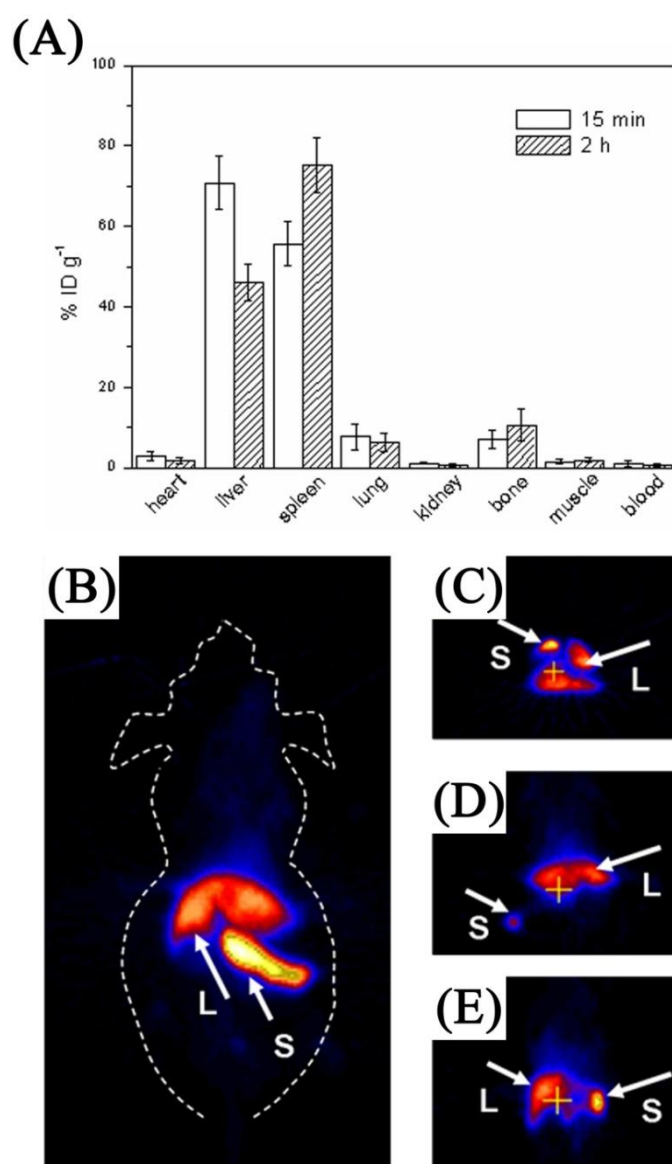 (A)
100
80
60
40
20
0
% ID g⁻¹
15 min
2 h
heart
liver
spleen
lung
kidney
bone
muscle
blood
(B)
L
S
(C)
S
L
(D)
L
S
(E)
L
S